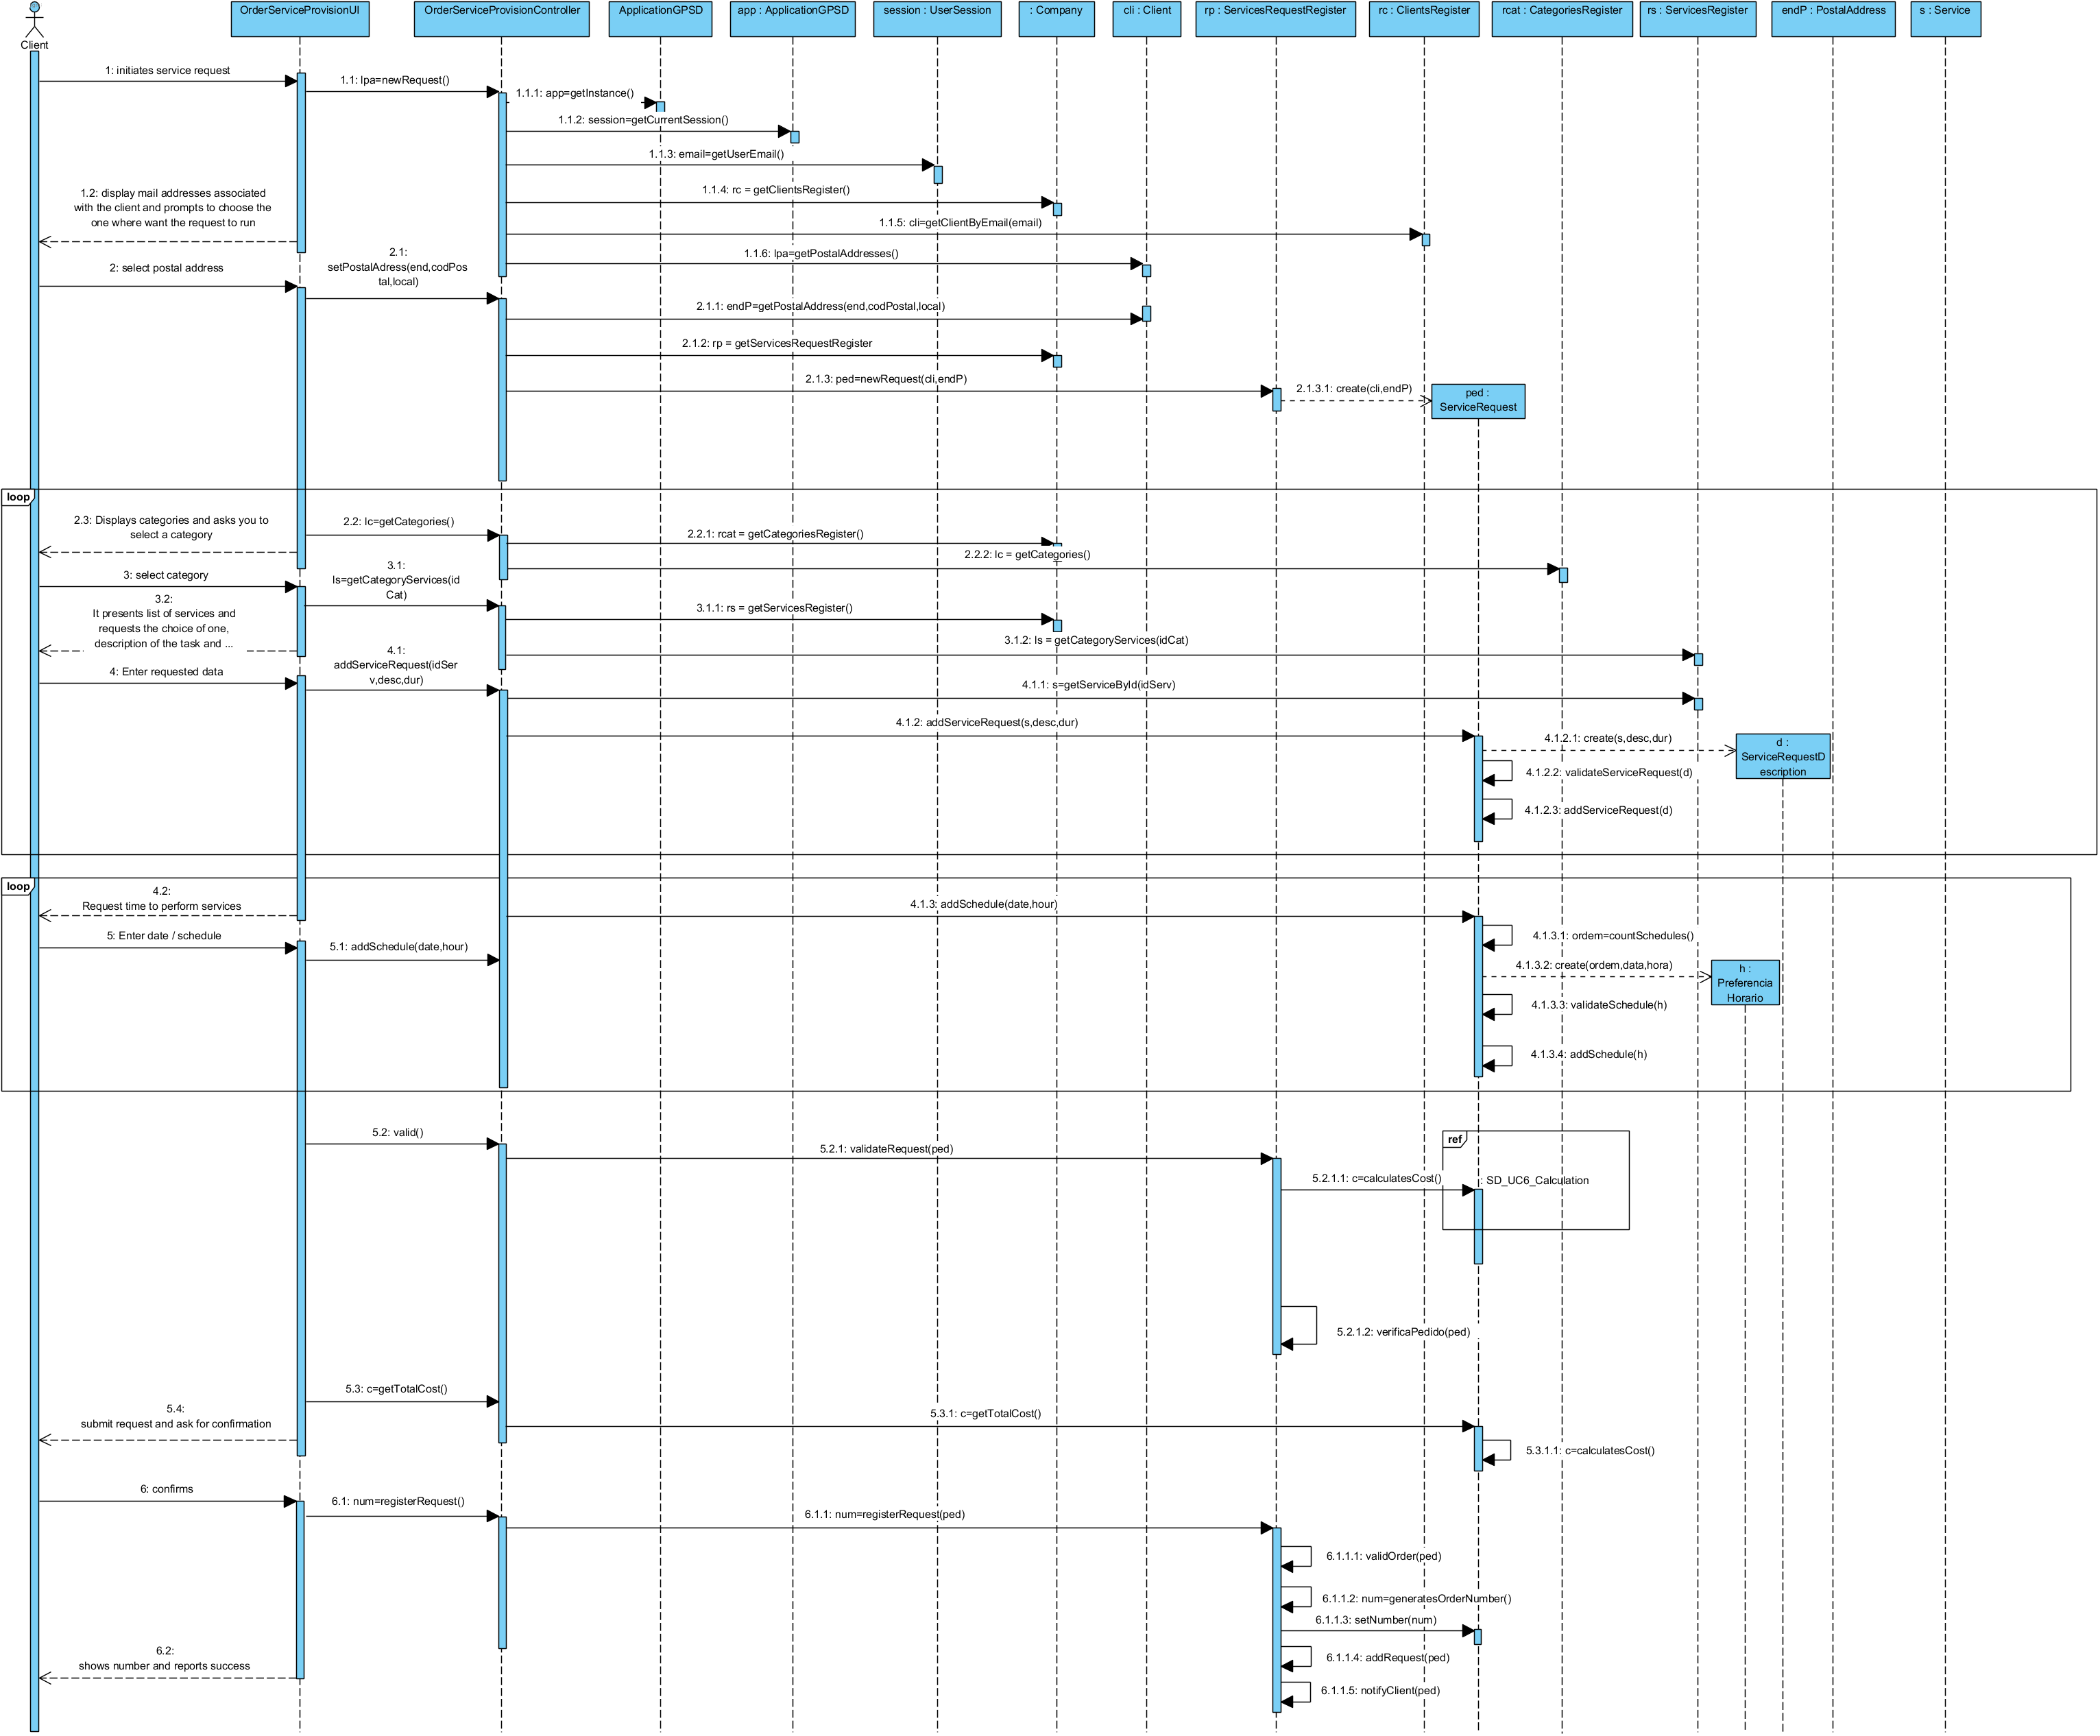 OrderServiceProvisionUI
OrderServiceProvisionController
ApplicationGPSD
app : ApplicationGPSD
session : UserSession
: Company
cli : Client
rp : ServicesRequestRegister
rc : ClientsRegister
rcat : CategoriesRegister
rs : ServicesRegister
endP : PostalAddress
s : Service
Client
1: initiates service request
1.1: lpa=newRequest()
1.1.1: app=getInstance()
1.1.2: session=getCurrentSession()
1.1.3: email=getUserEmail()
1.1.4: rc = getClientsRegister()
1.2: display mail addresses associated
with the client and prompts to choose the
one where want the request to run
1.1.5: cli=getClientByEmail(email)
1.1.6: lpa=getPostalAddresses()
2: select postal address
2.1:
setPostalAdress(end,codPos
tal,local)
2.1.1: endP=getPostalAddress(end,codPostal,local)
2.1.2: rp = getServicesRequestRegister
2.1.3: ped=newRequest(cli,endP)
2.1.3.1: create(cli,endP)
ped :
ServiceRequest
loop
2.3: Displays categories and asks you to
select a category
2.2: lc=getCategories()
2.2.1: rcat = getCategoriesRegister()
2.2.2: lc = getCategories()
3: select category
3.1:
ls=getCategoryServices(id
Cat)
3.2:
It presents list of services and
requests the choice of one,
description of the task and ...
3.1.1: rs = getServicesRegister()
3.1.2: ls = getCategoryServices(idCat)
4: Enter requested data
4.1:
addServiceRequest(idSer
v,desc,dur)
4.1.1: s=getServiceById(idServ)
4.1.2: addServiceRequest(s,desc,dur)
4.1.2.1: create(s,desc,dur)
d :
ServiceRequestD
escription
4.1.2.2: validateServiceRequest(d)
4.1.2.3: addServiceRequest(d)
loop
4.2:
Request time to perform services
4.1.3: addSchedule(date,hour)
5: Enter date / schedule
5.1: addSchedule(date,hour)
4.1.3.1: ordem=countSchedules()
4.1.3.2: create(ordem,data,hora)
h :
Preferencia
Horario
4.1.3.3: validateSchedule(h)
4.1.3.4: addSchedule(h)
5.2: valid()
5.2.1: validateRequest(ped)
ref
5.2.1.1: c=calculatesCost()
: SD_UC6_Calculation
5.2.1.2: verificaPedido(ped)
5.3: c=getTotalCost()
5.4:
submit request and ask for confirmation
5.3.1: c=getTotalCost()
5.3.1.1: c=calculatesCost()
6: confirms
6.1: num=registerRequest()
6.1.1: num=registerRequest(ped)
6.1.1.1: validOrder(ped)
6.1.1.2: num=generatesOrderNumber()
6.1.1.3: setNumber(num)
6.2:
shows number and reports success
6.1.1.4: addRequest(ped)
6.1.1.5: notifyClient(ped)